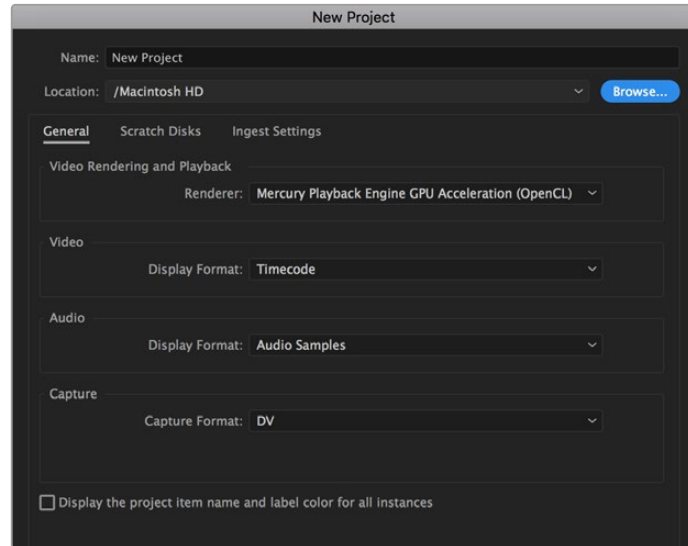 New Project
Name: New Project
Location: /Macintosh HD Browse...
General Scratch Disks Ingest Settings
Video Rendering and Playback
Renderer: Mercury Playback Engine GPU Acceleration (OpenCL)
Video
Display Format: Timecode
Audio
Display Format: Audio Samples
Capture
Capture Format: DV
Display the project item name and label color for all instances